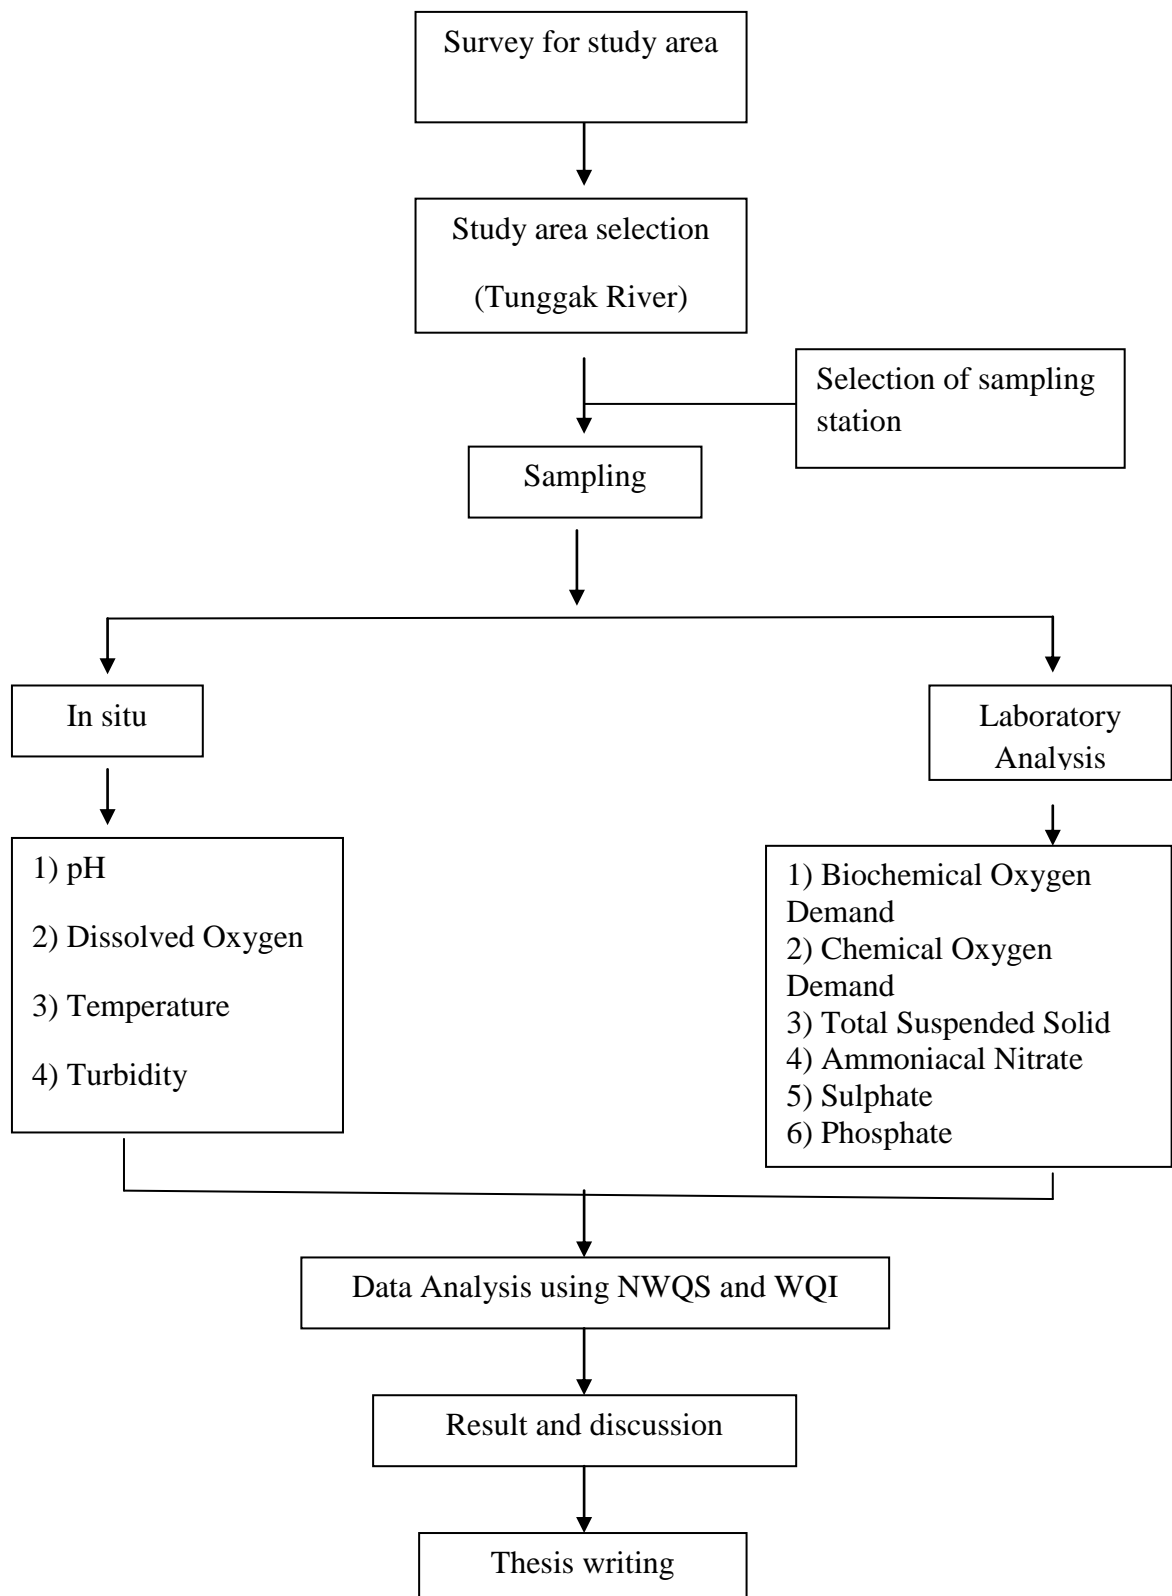 Survey for study area
Study area selection
(Tunggak River)
Selection of sampling
station
Sampling
In situ
Laboratory
Analysis
1) pH
2) Dissolved Oxygen
3) Temperature
4) Turbidity
1) Biochemical Oxygen
Demand
2) Chemical Oxygen
Demand
3) Total Suspended Solid
4) Ammoniacal Nitrate
5) Sulphate
6) Phosphate
Data Analysis using NWQS and WQI
Result and discussion
Thesis writing